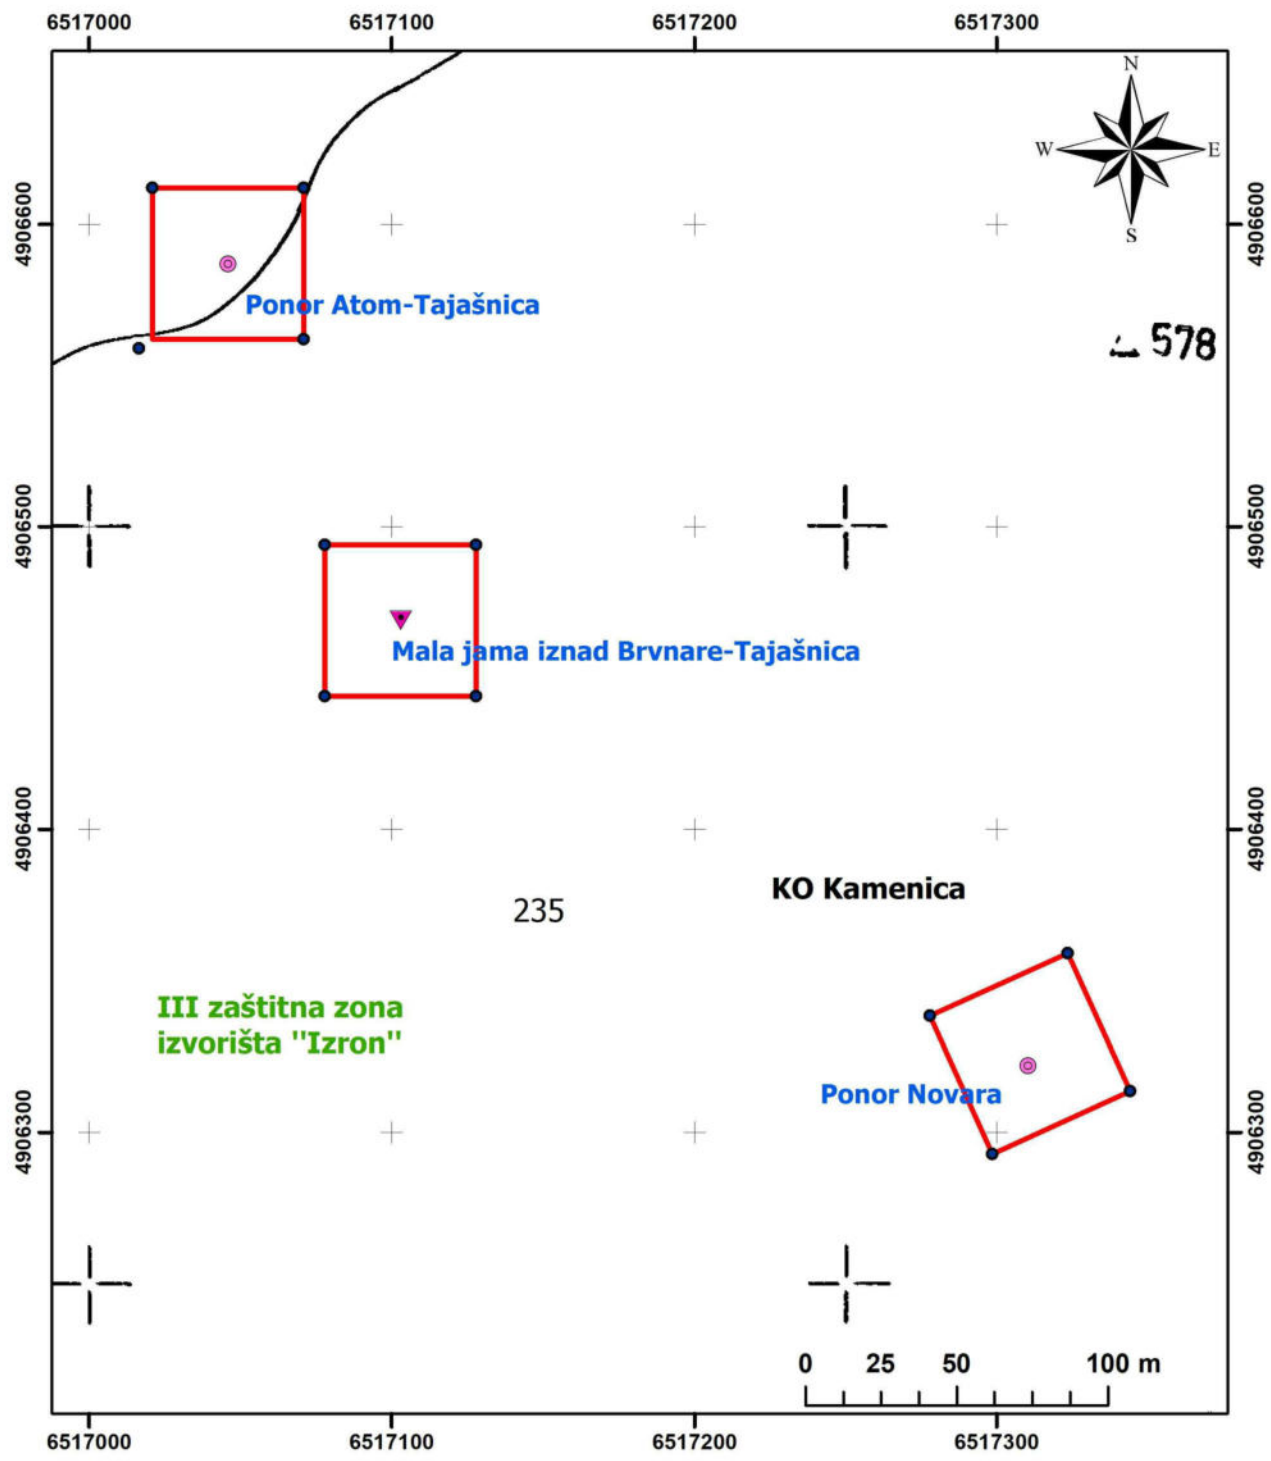 6517000 6517100 6517200 6517300
N
W E
S
4906600 4906600
Ponor Atom-Tajašnica
578
4906500 4906500
Mala jama iznad Brvnare-Tajašnica
4906400 4906400
KO Kamenica
235
III zaštitna zona
izvorišta "Izron"
Ponor Novara
4906300 4906300
0 25 50 100 m
6517000 6517100 6517200 6517300